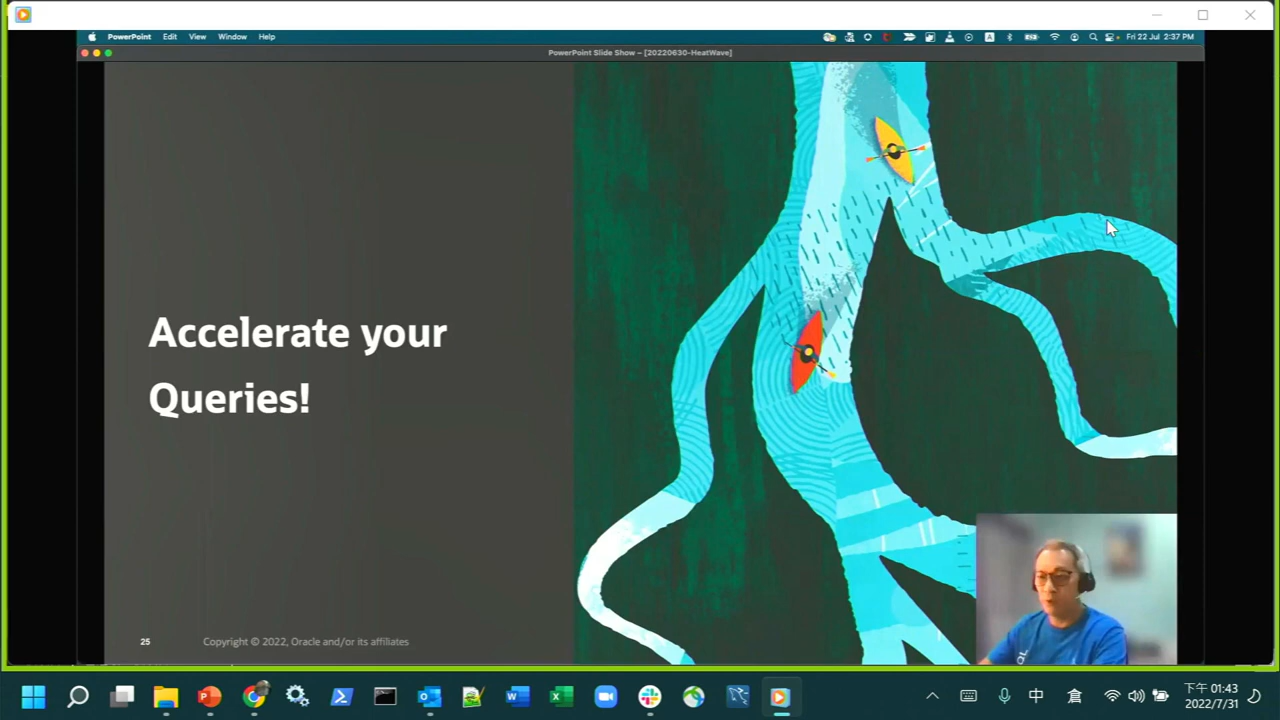 PowerPoint Edit View Window Help
A
Fri 22 Jul 2:37 PM
PowerPoint Slide Show – [20220630-HeatWave]
Accelerate your
Queries!
25 Copyright © 2022, Oracle and/or its affiliates
中
下午 01:43
2022/7/31